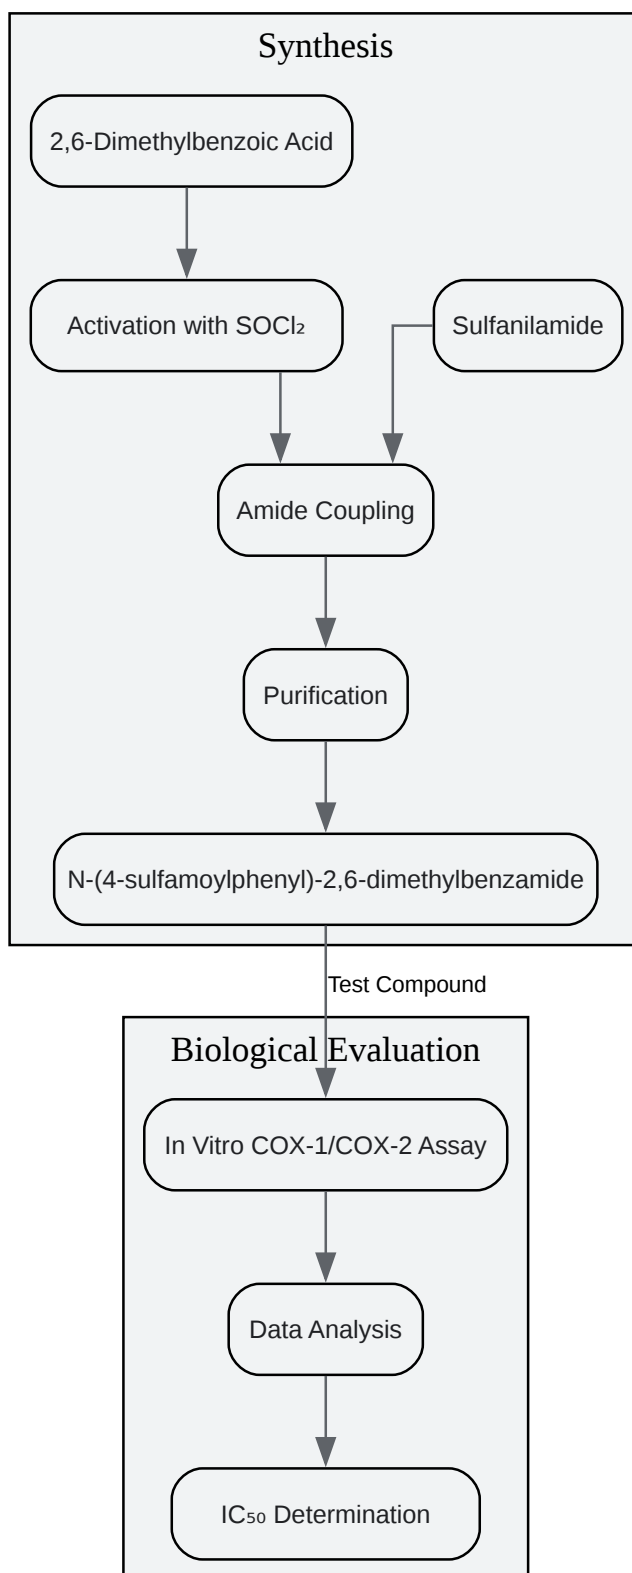 Synthesis
2,6-Dimethylbenzoic Acid
Activation with SOCl₂
Sulfanilamide
Amide Coupling
Purification
N-(4-sulfamoylphenyl)-2,6-dimethylbenzamide
Test Compound
Biological Evaluation
In Vitro COX-1/COX-2 Assay
Data Analysis
IC₅₀ Determination